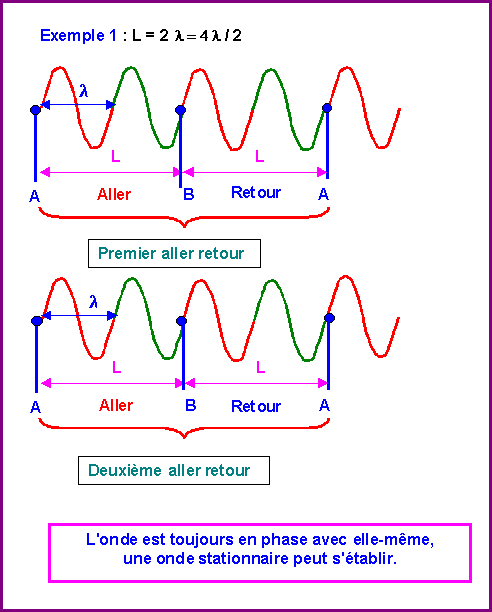 Exemple 1 : L = 2 λ = 4 λ / 2
λ
L L
A Aller B Retour A
Premier aller retour
λ
L L
A Aller B Retour A
Deuxième aller retour
L'onde est toujours en phase avec elle-même,
une onde stationnaire peut s'établir.